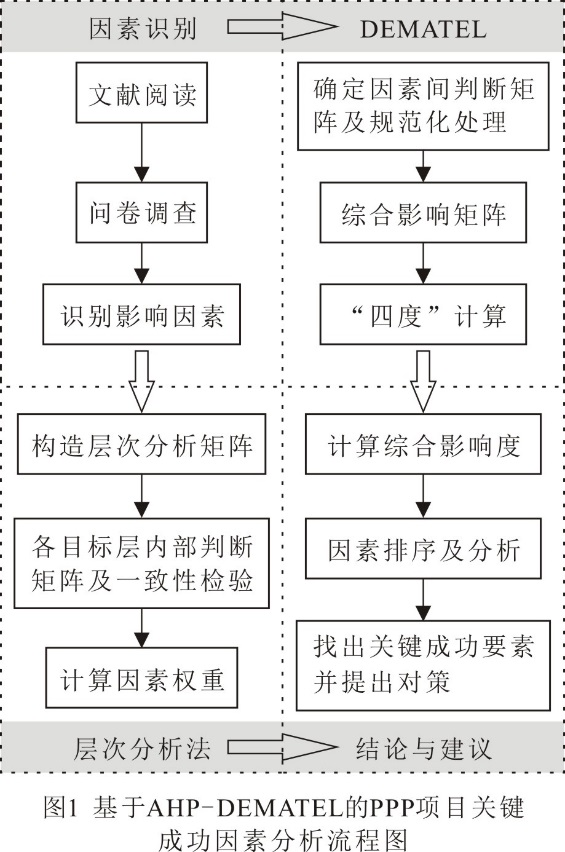 因素识别
DEMATEL
文献阅读
问卷调查
识别影响因素
确定因素间判断矩
阵及规范化处理
综合影响矩阵
“四度”计算
构造层次分析矩阵
各目标层内部判断
矩阵及一致性检验
计算因素权重
计算综合影响度
因素排序及分析
找出关键成功要素
并提出对策
层次分析法
结论与建议
图1 基于AHP-DEMATEL的PPP项目关键
成功因素分析流程图